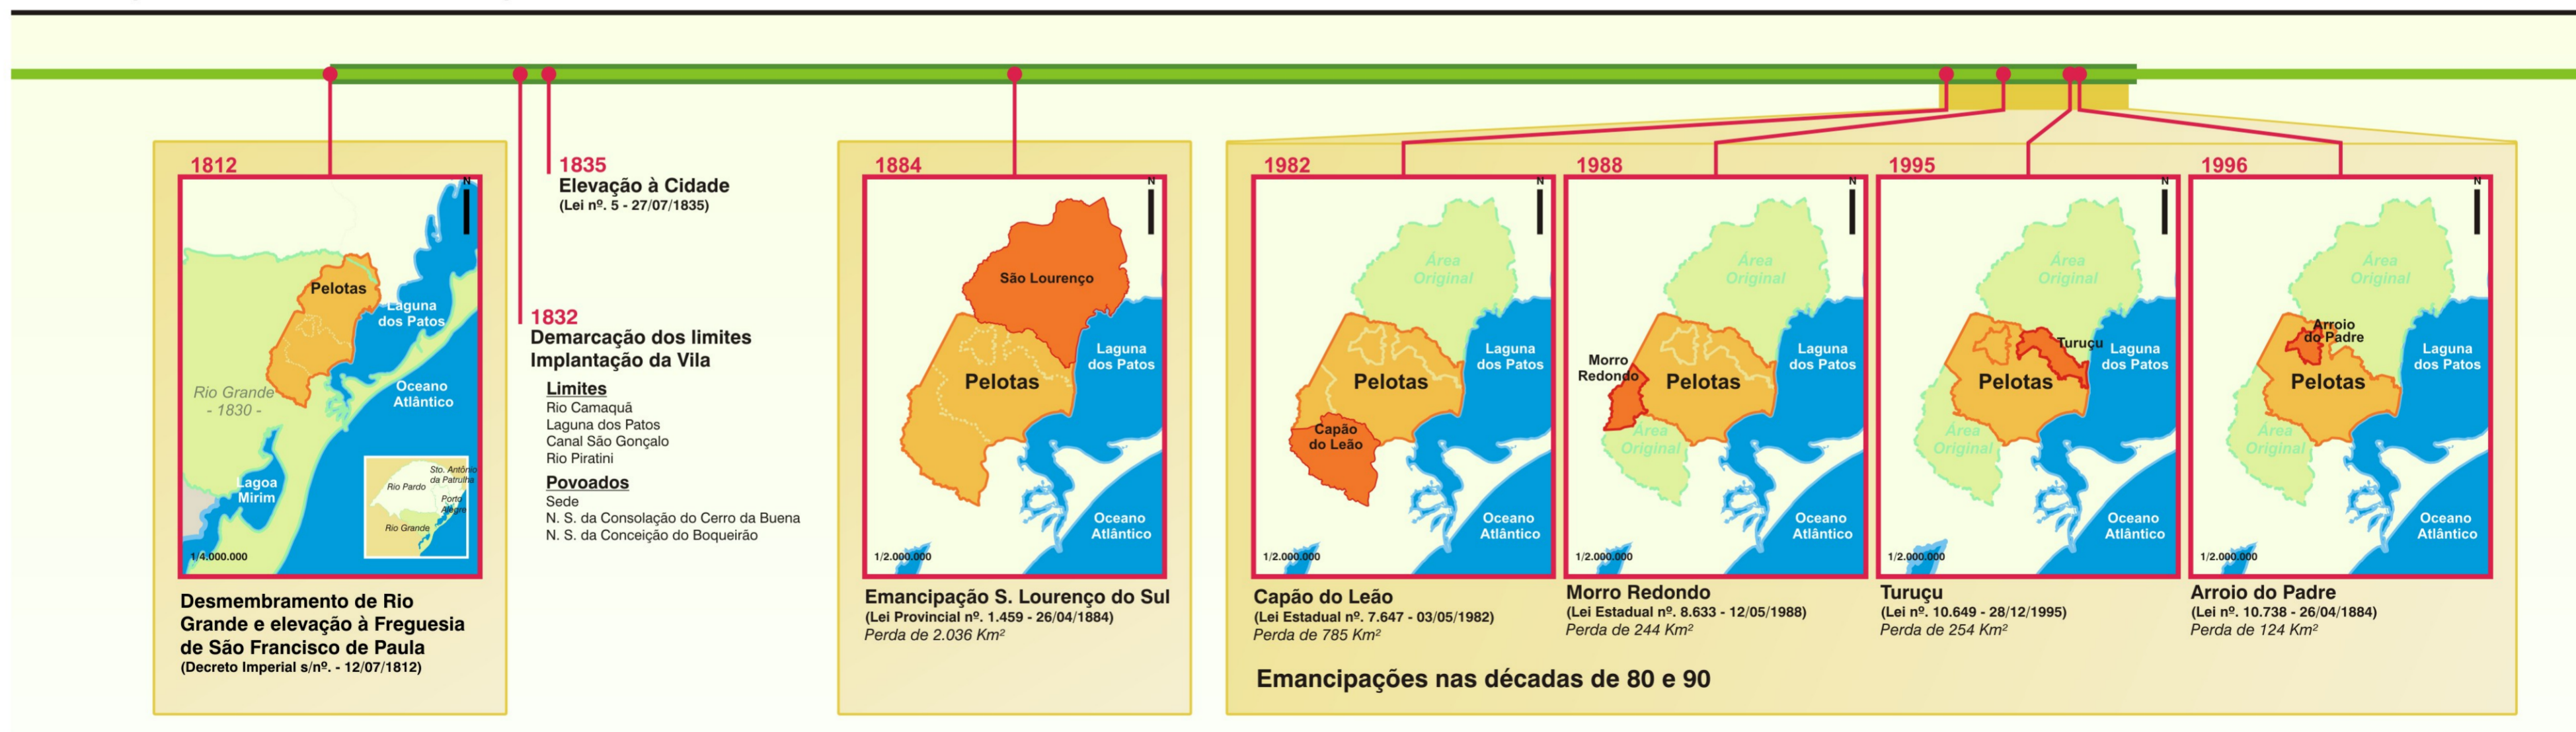 1812
N
Pelotas
Laguna
dos Patos
Rio Grande
- 1830 -
Oceano
Atlântico
Lagoa
Mirim
Sto. Antônio
da Patrulha
Rio Pardo
Porto
Alegre
Rio Grande
1/4.000.000
Desmembramento de Rio
Grande e elevação à Freguesia
de São Francisco de Paula
(Decreto Imperial s/nº. - 12/07/1812)
1835
Elevação à Cidade
(Lei nº. 5 - 27/07/1835)
1832
Demarcação dos limites
Implantação da Vila
Limites
Rio Camaquã
Laguna dos Patos
Canal São Gonçalo
Rio Piratini
Povoados
Sede
N. S. da Consolação do Cerro da Buena
N. S. da Conceição do Boqueirão
1884
N
São Lourenço
Laguna
dos Patos
Pelotas
Oceano
Atlântico
1/2.000.000
Emancipação S. Lourenço do Sul
(Lei Provincial nº. 1.459 - 26/04/1884)
Perda de 2.036 Km²
1982
N
Área
Original
Laguna
dos Patos
Pelotas
Capão
do Leão
Oceano
Atlântico
1/2.000.000
Capão do Leão
(Lei Estadual nº. 7.647 - 03/05/1982)
Perda de 785 Km²
1988
N
Área
Original
Laguna
dos Patos
Morro
Redondo
Pelotas
Área
Original
Oceano
Atlântico
1/2.000.000
Morro Redondo
(Lei Estadual nº. 8.633 - 12/05/1988)
Perda de 244 Km²
1995
N
Área
Original
Turuçu
Laguna
dos Patos
Pelotas
Área
Original
Oceano
Atlântico
1/2.000.000
Turuçu
(Lei nº. 10.649 - 28/12/1995)
Perda de 254 Km²
1996
N
Área
Original
Arroio
do Padre
Laguna
dos Patos
Pelotas
Área
Original
Oceano
Atlântico
1/2.000.000
Arroio do Padre
(Lei nº. 10.738 - 26/04/1884)
Perda de 124 Km²
Emancipações nas décadas de 80 e 90